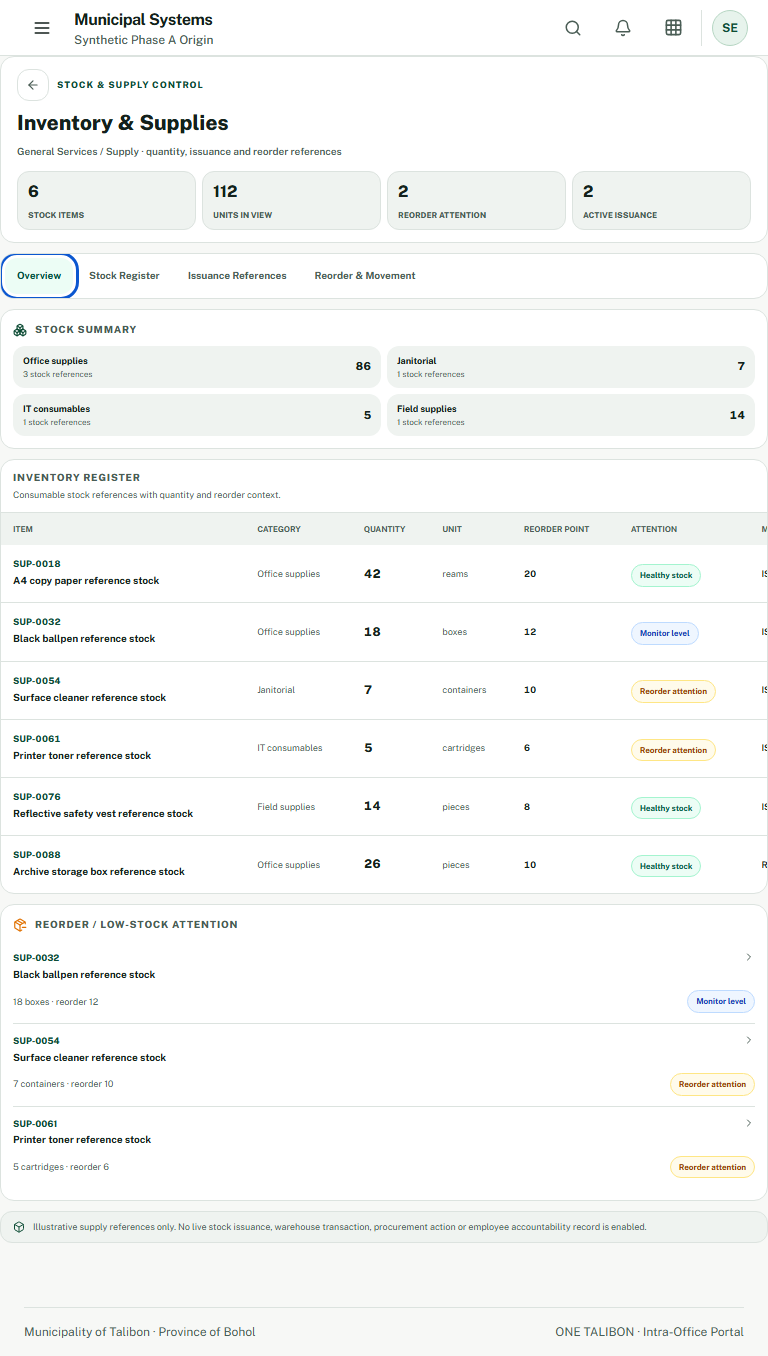 Municipal Systems
Synthetic Phase A Origin
SE
STOCK & SUPPLY CONTROL
Inventory & Supplies
General Services / Supply · quantity, issuance and reorder references
6
STOCK ITEMS
112
UNITS IN VIEW
2
REORDER ATTENTION
2
ACTIVE ISSUANCE
Overview Stock Register Issuance References Reorder & Movement
STOCK SUMMARY
Office supplies
3 stock references
86
Janitorial
1 stock references
7
IT consumables
1 stock references
5
Field supplies
1 stock references
14
INVENTORY REGISTER
Consumable stock references with quantity and reorder context.
ITEM CATEGORY QUANTITY UNIT REORDER POINT ATTENTION
SUP-0018
A4 copy paper reference stock
Office supplies 42 reams 20 Healthy stock
SUP-0032
Black ballpen reference stock
Office supplies 18 boxes 12 Monitor level
SUP-0054
Surface cleaner reference stock
Janitorial 7 containers 10 Reorder attention
SUP-0061
Printer toner reference stock
IT consumables 5 cartridges 6 Reorder attention
SUP-0076
Reflective safety vest reference stock
Field supplies 14 pieces 8 Healthy stock
SUP-0088
Archive storage box reference stock
Office supplies 26 pieces 10 Healthy stock
REORDER / LOW-STOCK ATTENTION
SUP-0032
Black ballpen reference stock
18 boxes · reorder 12 Monitor level
SUP-0054
Surface cleaner reference stock
7 containers · reorder 10 Reorder attention
SUP-0061
Printer toner reference stock
5 cartridges · reorder 6 Reorder attention
Illustrative supply references only. No live stock issuance, warehouse transaction, procurement action or employee accountability record is enabled.
Municipality of Talibon · Province of Bohol ONE TALIBON · Intra-Office Portal